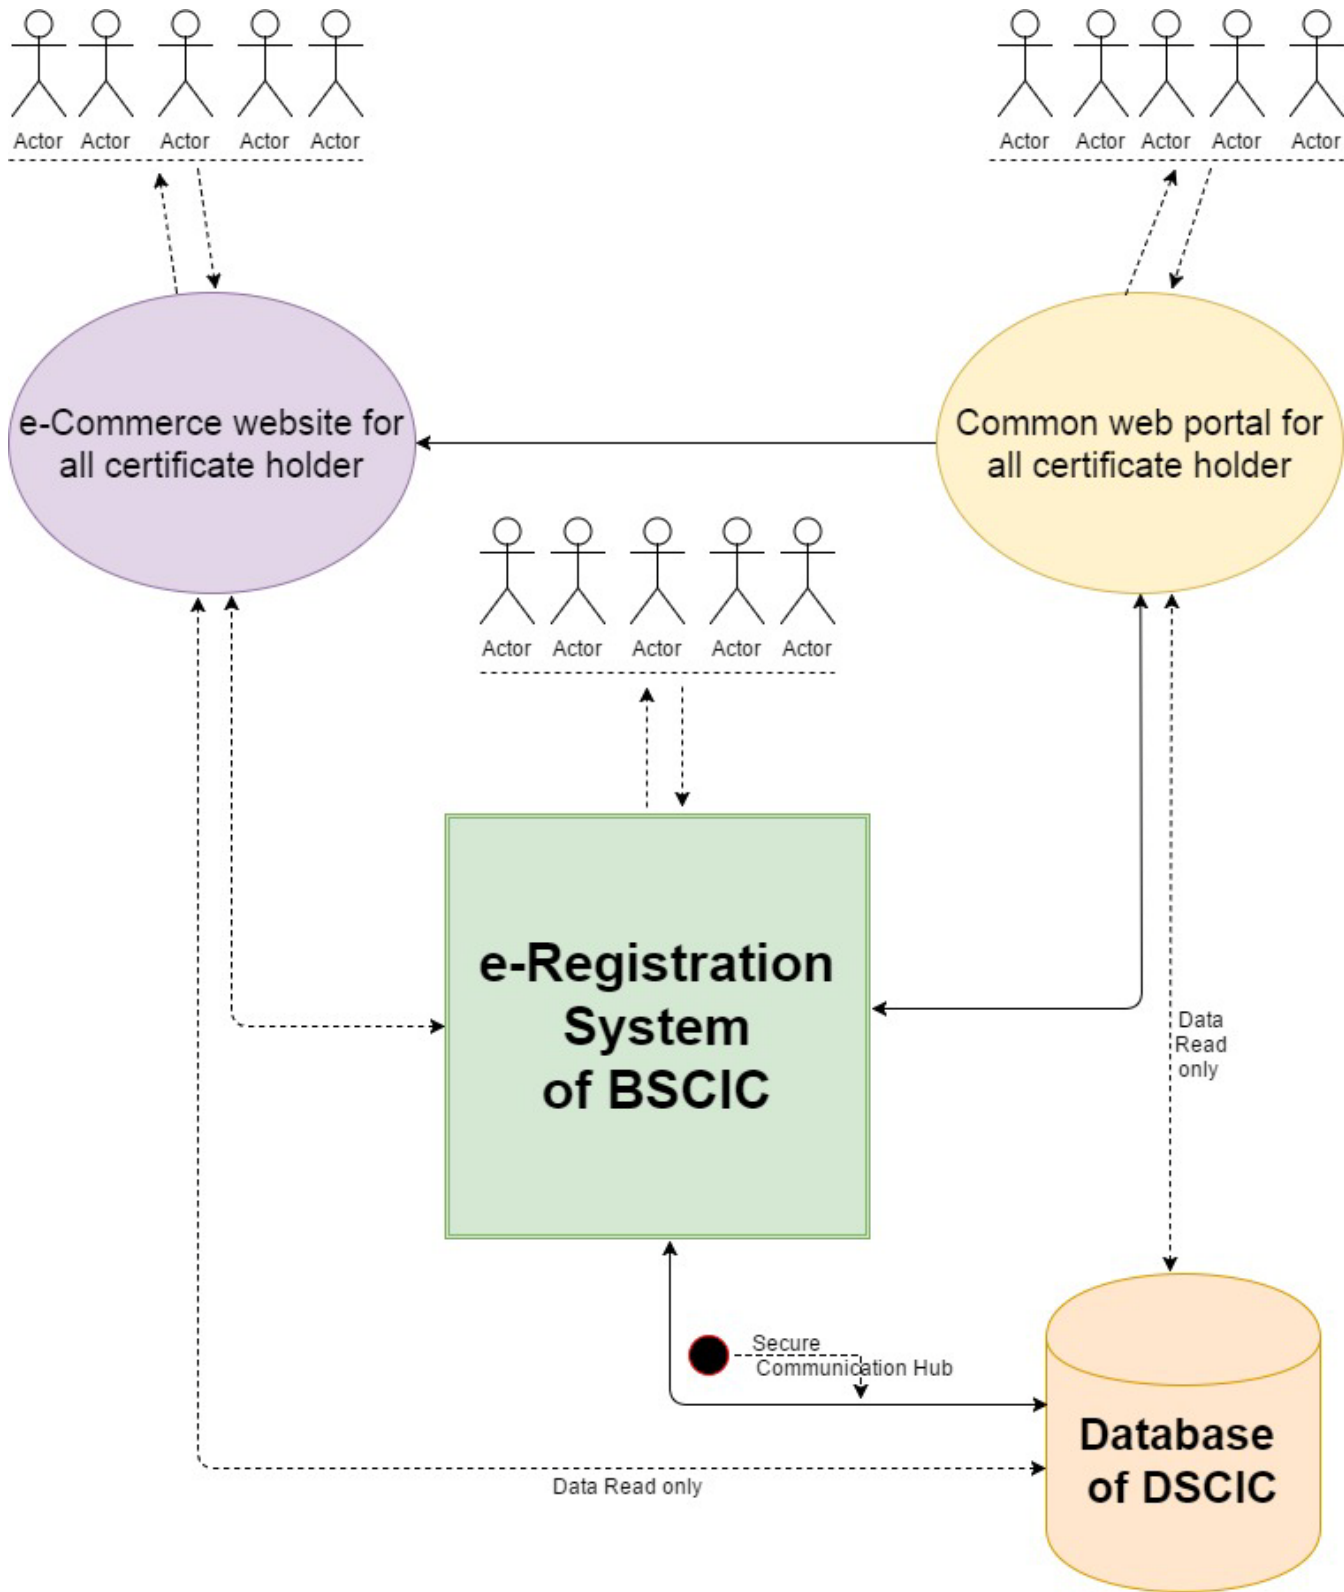 Actor Actor Actor Actor Actor
Actor Actor Actor Actor Actor
e-Commerce website for
all certificate holder
Common web portal for
all certificate holder
Actor Actor Actor Actor Actor
e-Registration
System
of BSCIC
Data
Read
only
Secure
Communication Hub
Database
of DSCIC
Data Read only